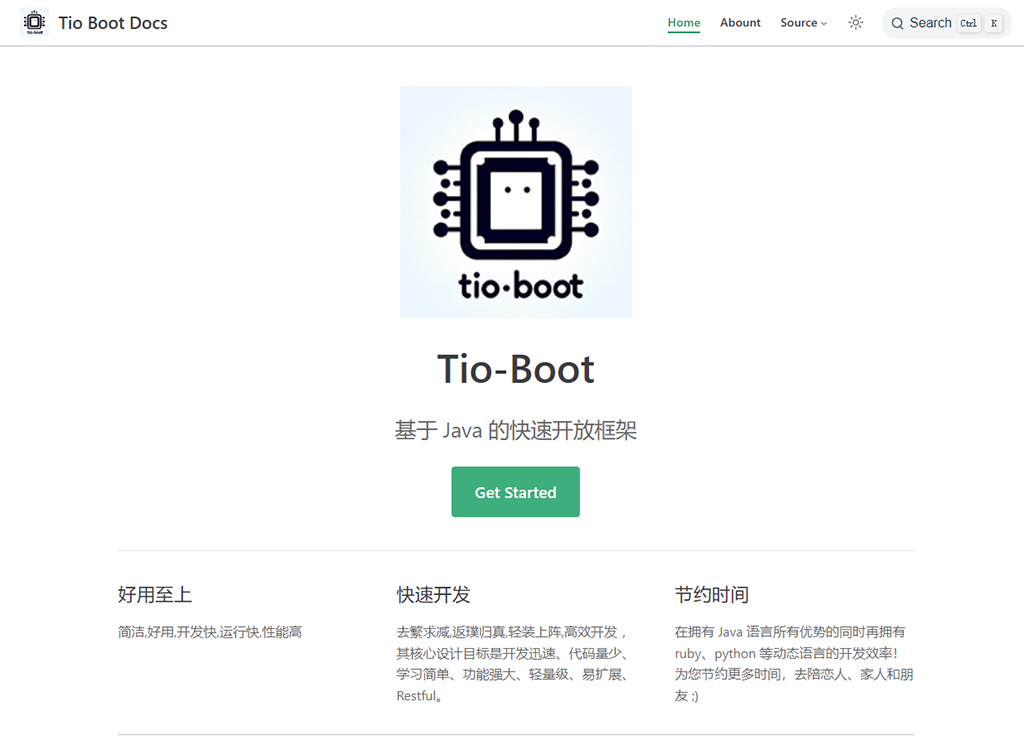 tio-boot
Tio Boot Docs
Home
Abount
Source
Search Ctrl K
tio·boot
Tio-Boot
基于 Java 的快速开放框架
Get Started
好用至上
简洁,好用,开发快,运行快,性能高
快速开发
去繁求减,返璞归真,轻装上阵,高效开发，
其核心设计目标是开发迅速、代码量少、
学习简单、功能强大、轻量级、易扩展、
Restful。
节约时间
在拥有 Java 语言所有优势的同时再拥有
ruby、python 等动态语言的开发效率！
为您节约更多时间，去陪恋人、家人和朋
友 ;)